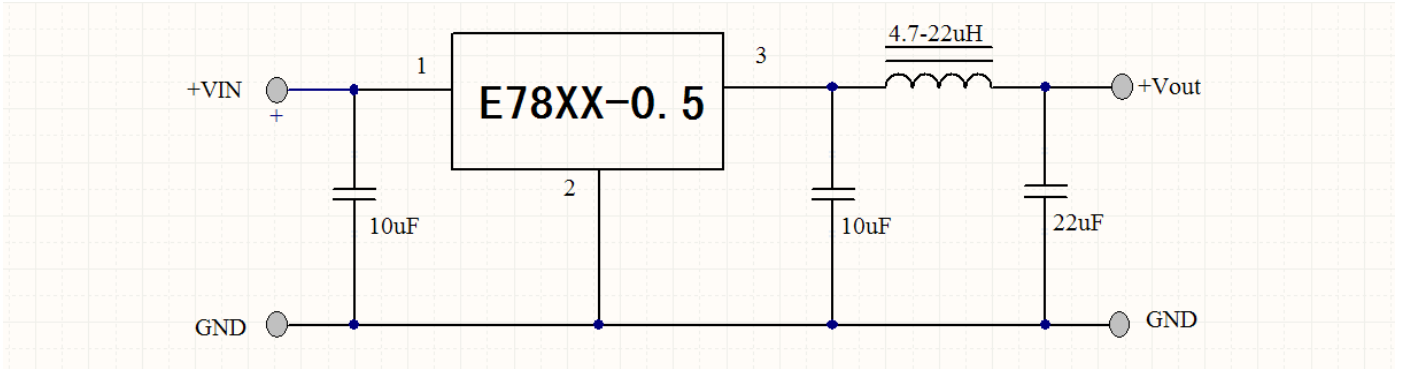 4.7-22uH
1
3
+VIN
+
E78XX-0.5
+Vout
2
10uF
10uF
22uF
GND
GND